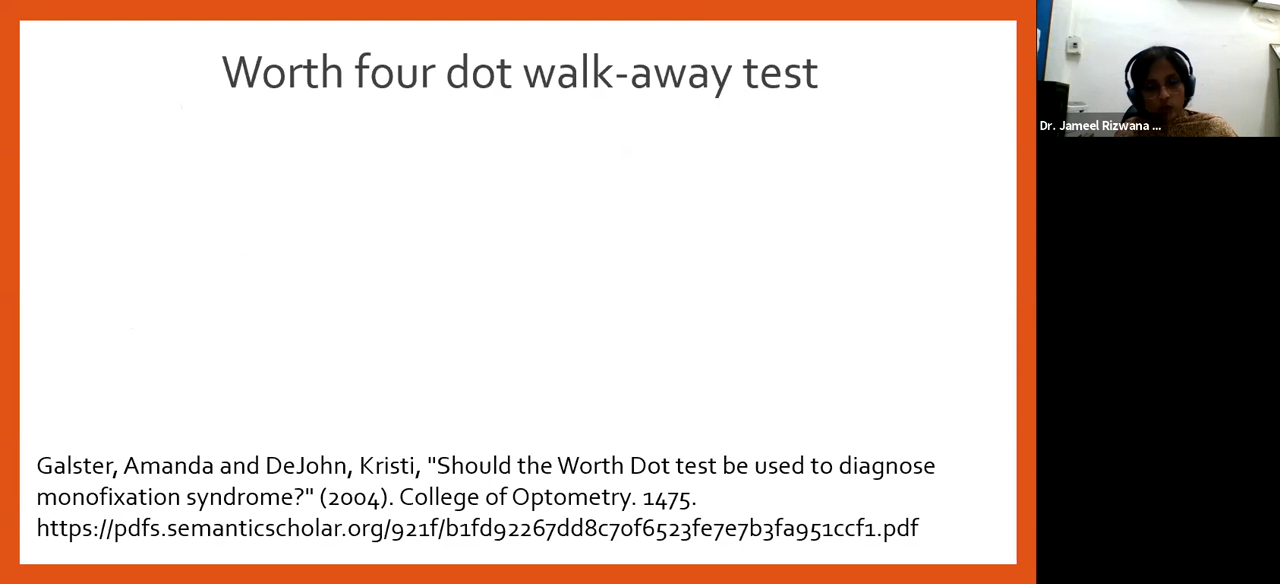 Worth four dot walk-away test
Dr. Jameel Rizwana ...
Galster, Amanda and DeJohn, Kristi, "Should the Worth Dot test be used to diagnose
monofixation syndrome?" (2004). College of Optometry. 1475.
https://pdfs.semanticscholar.org/921f/b1fd92267dd8c70f6523fe7e7b3fa951ccf1.pdf